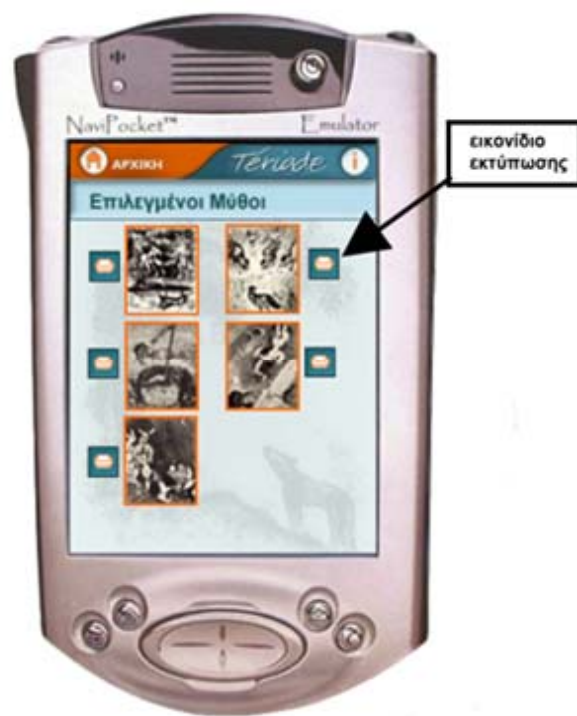 NaviPocket™ Emulator
ΑΡΧΙΚΗ Tériade i
Επιλεγμένοι Μύθοι
εικονίδιο
εκτύπωσης